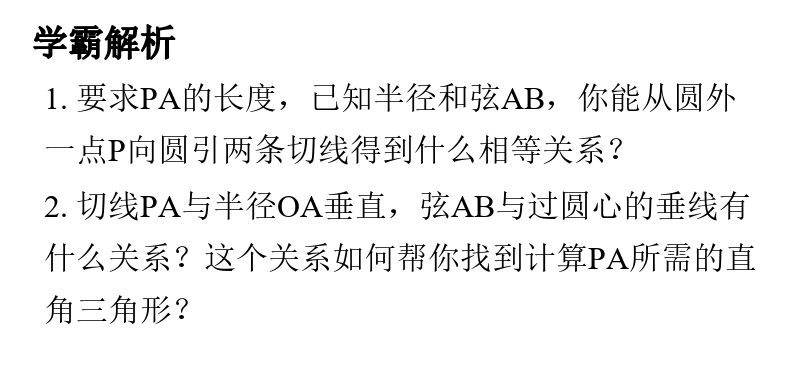 学霸解析
1. 要求PA的长度，已知半径和弦AB，你能从圆外
一点P向圆引两条切线得到什么相等关系？
2. 切线PA与半径OA垂直，弦AB与过圆心的垂线有
什么关系？这个关系如何帮你找到计算PA所需的直
角三角形？